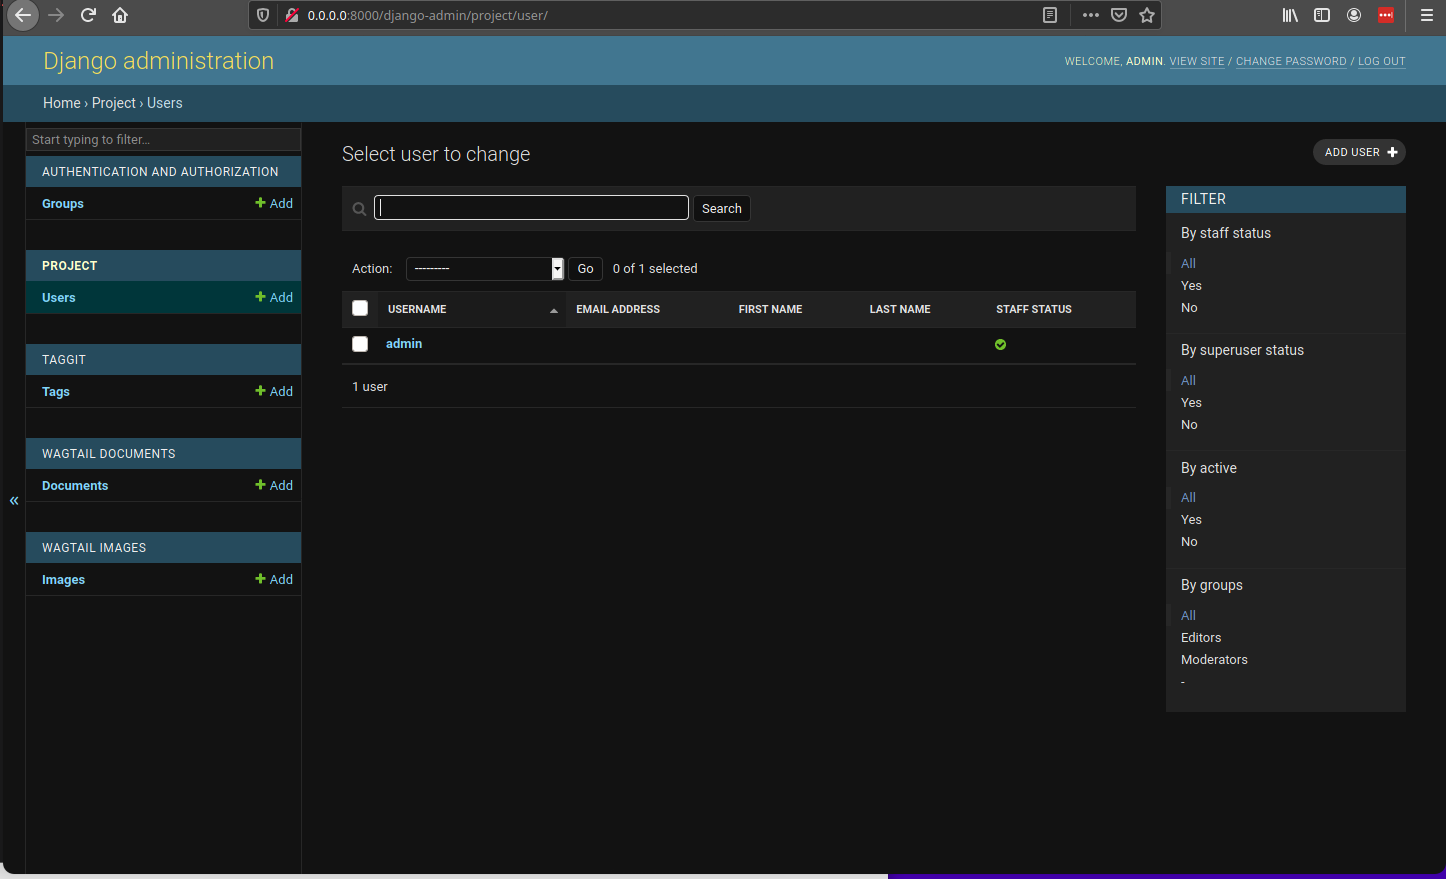 0.0.0.0:8000/django-admin/project/user/
Django administration
WELCOME, ADMIN. VIEW SITE / CHANGE PASSWORD / LOG OUT
Home › Project › Users
Start typing to filter...
AUTHENTICATION AND AUTHORIZATION
Groups + Add
PROJECT
Users + Add
TAGGIT
Tags + Add
WAGTAIL DOCUMENTS
Documents + Add
«
WAGTAIL IMAGES
Images + Add
Select user to change
ADD USER +
Search
Action: --------- Go 0 of 1 selected
USERNAME EMAIL ADDRESS FIRST NAME LAST NAME STAFF STATUS
admin
1 user
FILTER
By staff status
All
Yes
No
By superuser status
All
Yes
No
By active
All
Yes
No
By groups
All
Editors
Moderators
-